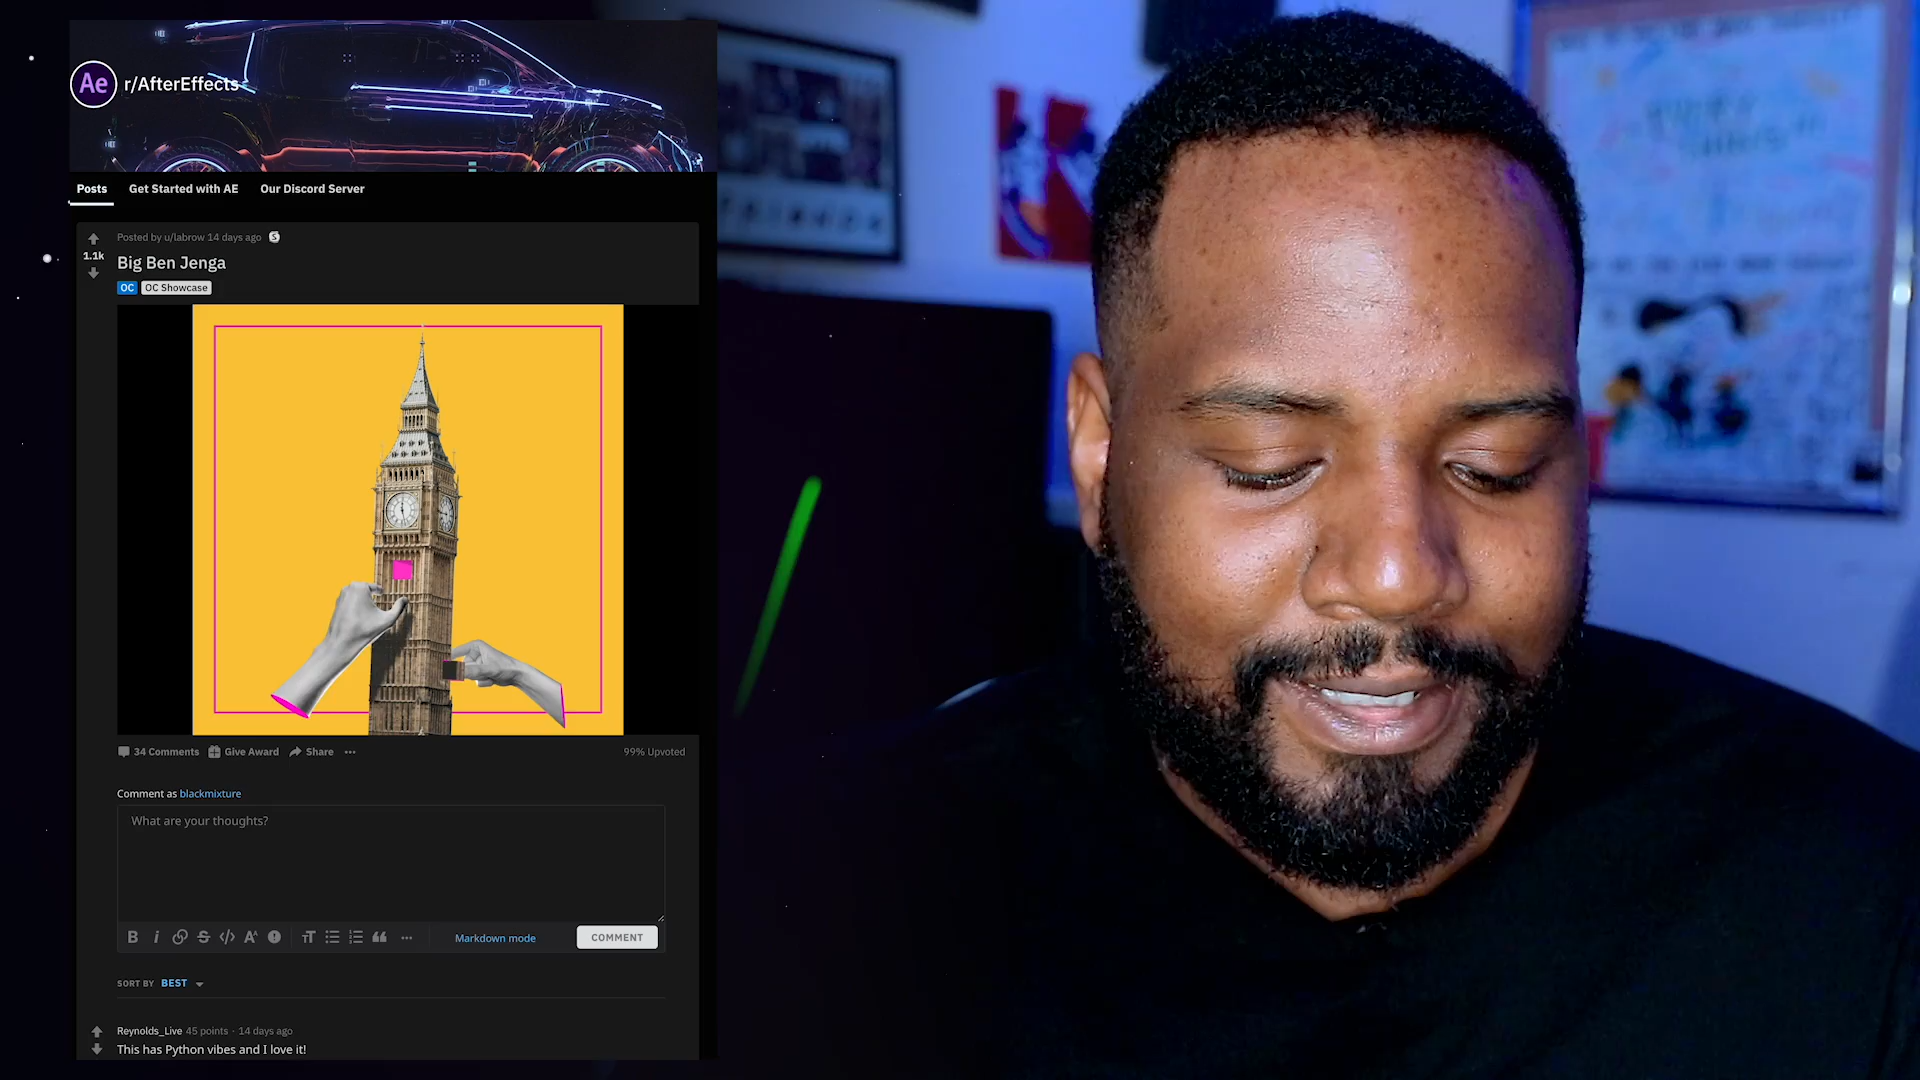 Ae r/AfterEffects
Posts Get Started with AE Our Discord Server
Posted by u/labrow 14 days ago
1.1k
Big Ben Jenga
OC OC Showcase
34 Comments Give Award Share ...
99% Upvoted
Comment as blackmixture
What are your thoughts?
Markdown mode
COMMENT
SORT BY BEST
Reynolds_Live 45 points · 14 days ago
This has Python vibes and I love it!